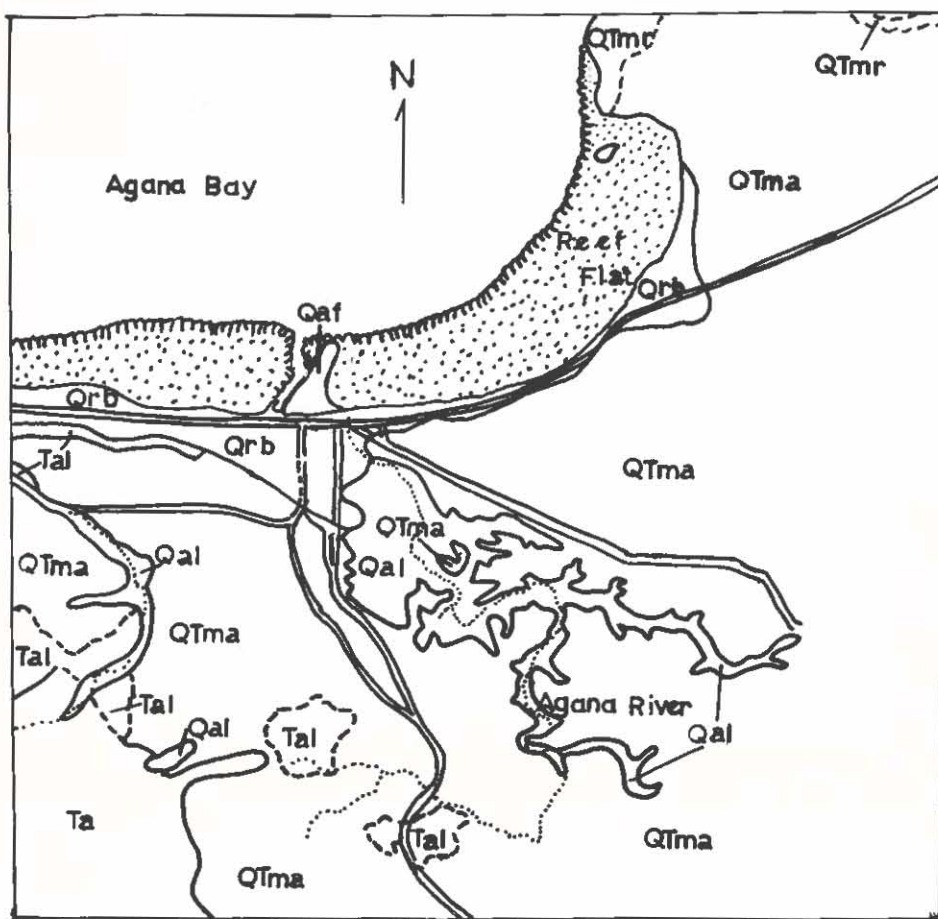 QTmr
QTmr
N
Agana Bay
QTma
Reef
Flat
Qrb
Qaf
Qrb
Qrb
Tal
QTma
QTma
Qal
Qal
QTma
QTma
Tal
Tal
Agana River
Qal
Tal
Qal
Ta
Tal
QTma
QTma